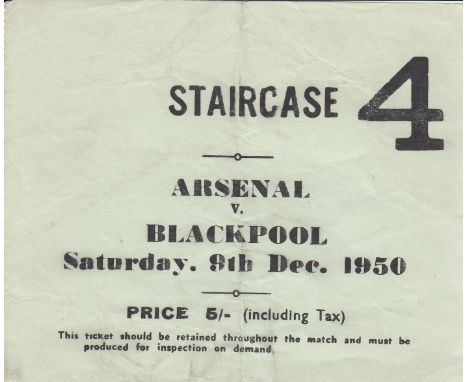 STAIRCASE 4
ARSENAL
v.
BLACKPOOL
Saturday. 9th Dec. 1950
PRICE 5/- (including Tax)
This ticket should be retained throughout the match and must be
produced for inspection on demand.